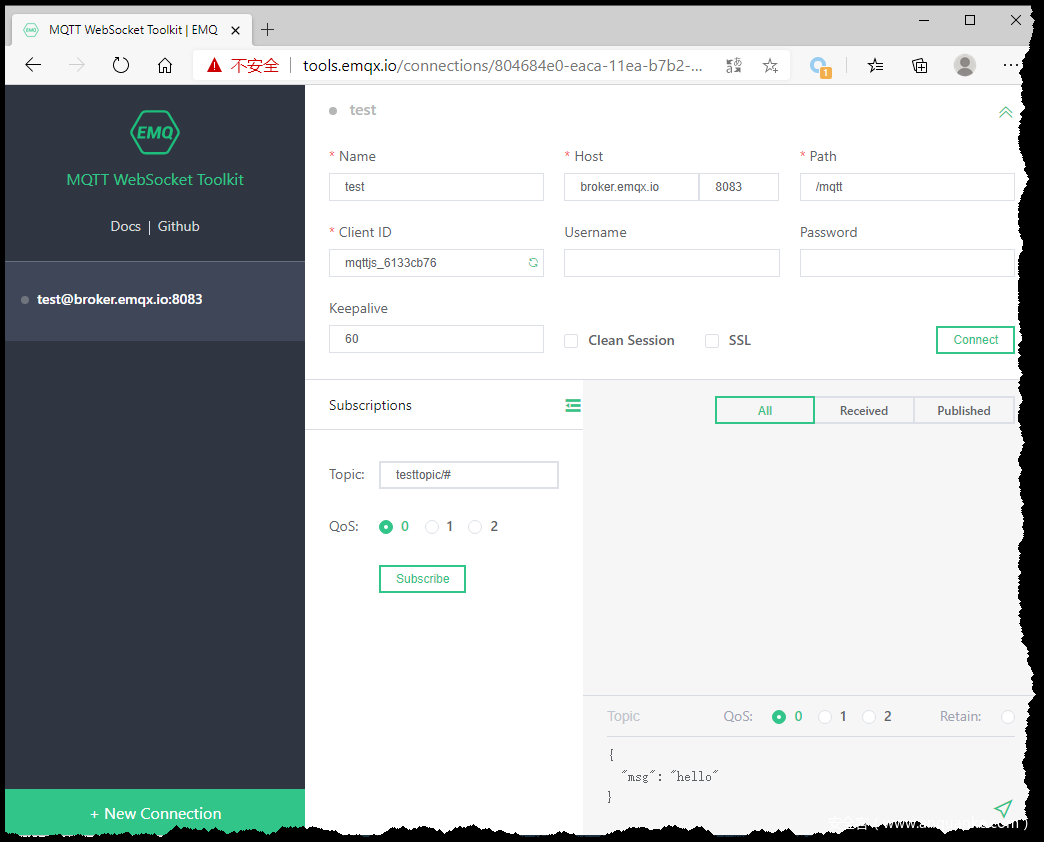 MQTT WebSocket Toolkit | EMQ
不安全 | tools.emqx.io/connections/804684e0-eaca-11ea-b7b2-...
1
EMQ
MQTT WebSocket Toolkit
Docs | Github
test@broker.emqx.io:8083
+ New Connection
test
* Name
* Host
* Path
test
broker.emqx.io
8083
/mqtt
* Client ID
Username
Password
mqttjs_6133cb76
Keepalive
60
Clean Session
SSL
Connect
Subscriptions
Topic:
testtopic/#
QoS:
0
1
2
Subscribe
All
Received
Published
Topic
QoS:
0
1
2
Retain:
{
"msg": "hello"
}